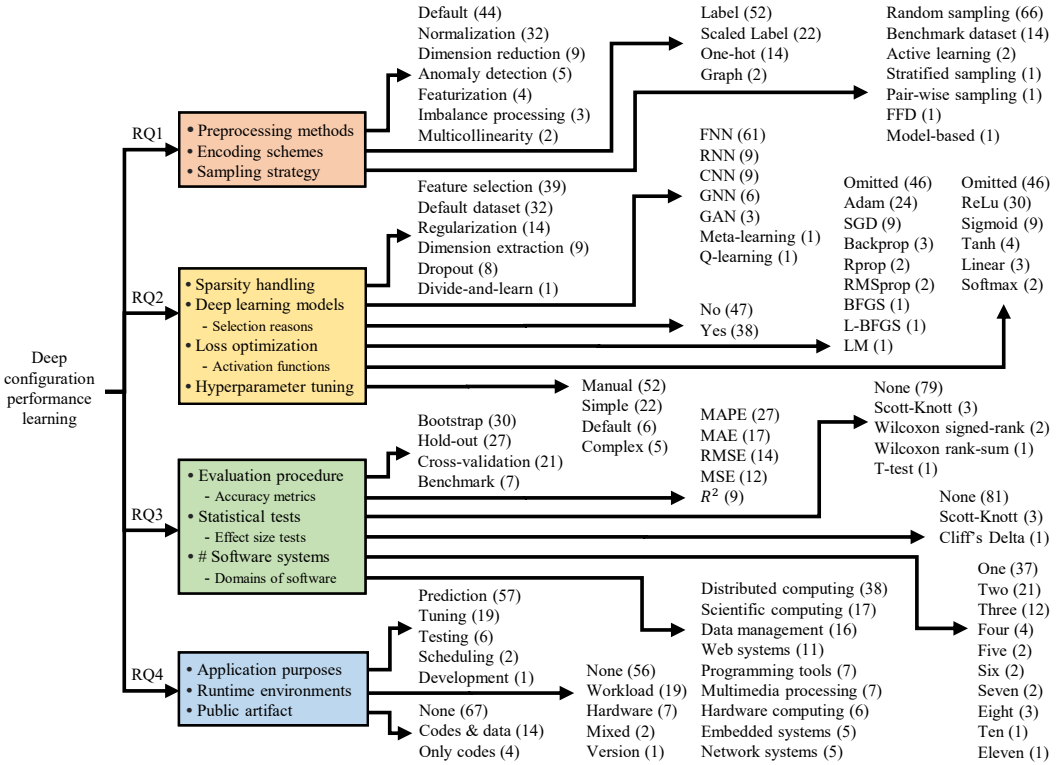 Deep
configuration
performance
learning
RQ1
• Preprocessing methods
• Encoding schemes
• Sampling strategy
Default (44)
Normalization (32)
Dimension reduction (9)
Anomaly detection (5)
Featurization (4)
Imbalance processing (3)
Multicollinearity (2)
Label (52)
Scaled Label (22)
One-hot (14)
Graph (2)
Random sampling (66)
Benchmark dataset (14)
Active learning (2)
Stratified sampling (1)
Pair-wise sampling (1)
FFD (1)
Model-based (1)
RQ2
• Sparsity handling
• Deep learning models
- Selection reasons
• Loss optimization
- Activation functions
• Hyperparameter tuning
Feature selection (39)
Default dataset (32)
Regularization (14)
Dimension extraction (9)
Dropout (8)
Divide-and-learn (1)
FNN (61)
RNN (9)
CNN (9)
GNN (6)
GAN (3)
Meta-learning (1)
Q-learning (1)
No (47)
Yes (38)
Omitted (46)
Adam (24)
SGD (9)
Backprop (3)
Rprop (2)
RMSprop (2)
BFGS (1)
L-BFGS (1)
LM (1)
Omitted (46)
ReLu (30)
Sigmoid (9)
Tanh (4)
Linear (3)
Softmax (2)
Manual (52)
Simple (22)
Default (6)
Complex (5)
RQ3
• Evaluation procedure
- Accuracy metrics
• Statistical tests
- Effect size tests
• # Software systems
- Domains of software
Bootstrap (30)
Hold-out (27)
Cross-validation (21)
Benchmark (7)
MAPE (27)
MAE (17)
RMSE (14)
MSE (12)
R² (9)
None (79)
Scott-Knott (3)
Wilcoxon signed-rank (2)
Wilcoxon rank-sum (1)
T-test (1)
None (81)
Scott-Knott (3)
Cliff's Delta (1)
One (37)
Two (21)
Three (12)
Four (4)
Five (2)
Six (2)
Seven (2)
Eight (3)
Ten (1)
Eleven (1)
Distributed computing (38)
Scientific computing (17)
Data management (16)
Web systems (11)
Programming tools (7)
Multimedia processing (7)
Hardware computing (6)
Embedded systems (5)
Network systems (5)
RQ4
• Application purposes
• Runtime environments
• Public artifact
Prediction (57)
Tuning (19)
Testing (6)
Scheduling (2)
Development (1)
None (56)
Workload (19)
Hardware (7)
Mixed (2)
Version (1)
None (67)
Codes & data (14)
Only codes (4)